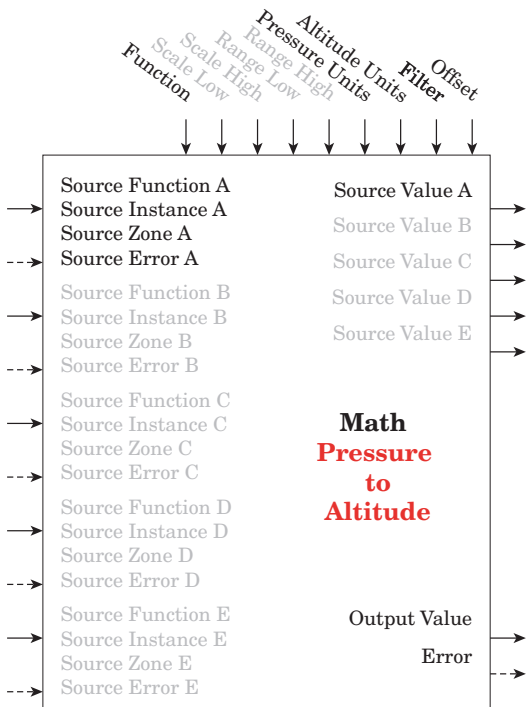 Function
Scale Low
Scale High
Range Low
Range High
Pressure Units
Altitude Units
Filter
Offset
Source Function A
Source Instance A
Source Zone A
Source Error A
Source Function B
Source Instance B
Source Zone B
Source Error B
Source Function C
Source Instance C
Source Zone C
Source Error C
Source Function D
Source Instance D
Source Zone D
Source Error D
Source Function E
Source Instance E
Source Zone E
Source Error E
Source Value A
Source Value B
Source Value C
Source Value D
Source Value E
Math
Pressure
to
Altitude
Output Value
Error